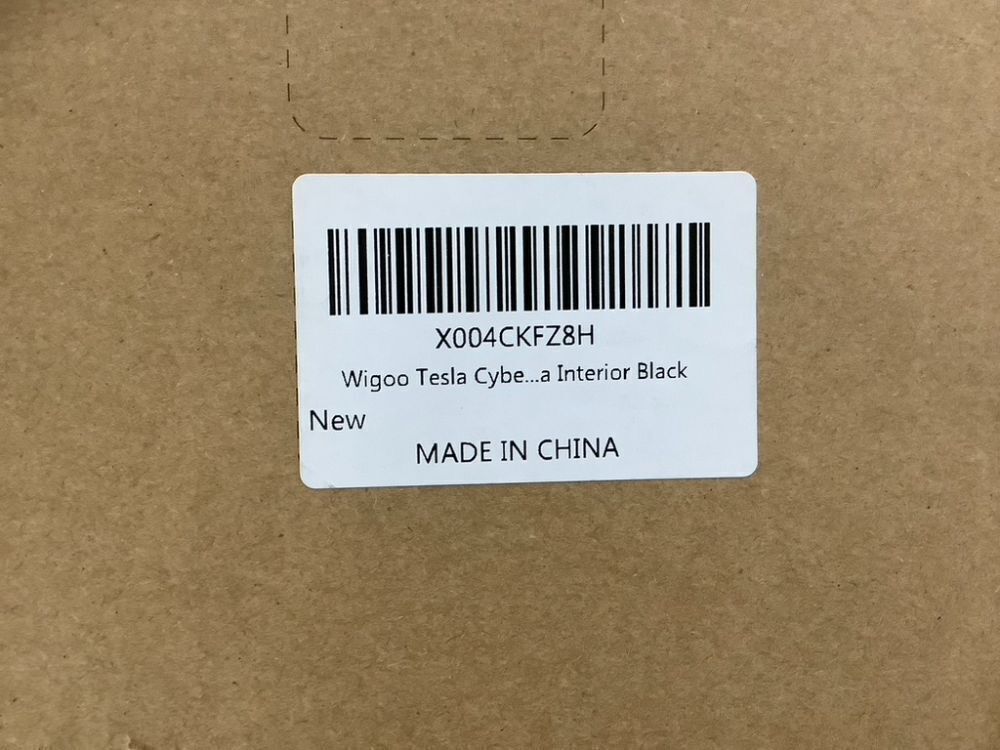 X004CKFZ8H
Wigoo Tesla Cybe...a Interior Black
New
MADE IN CHINA